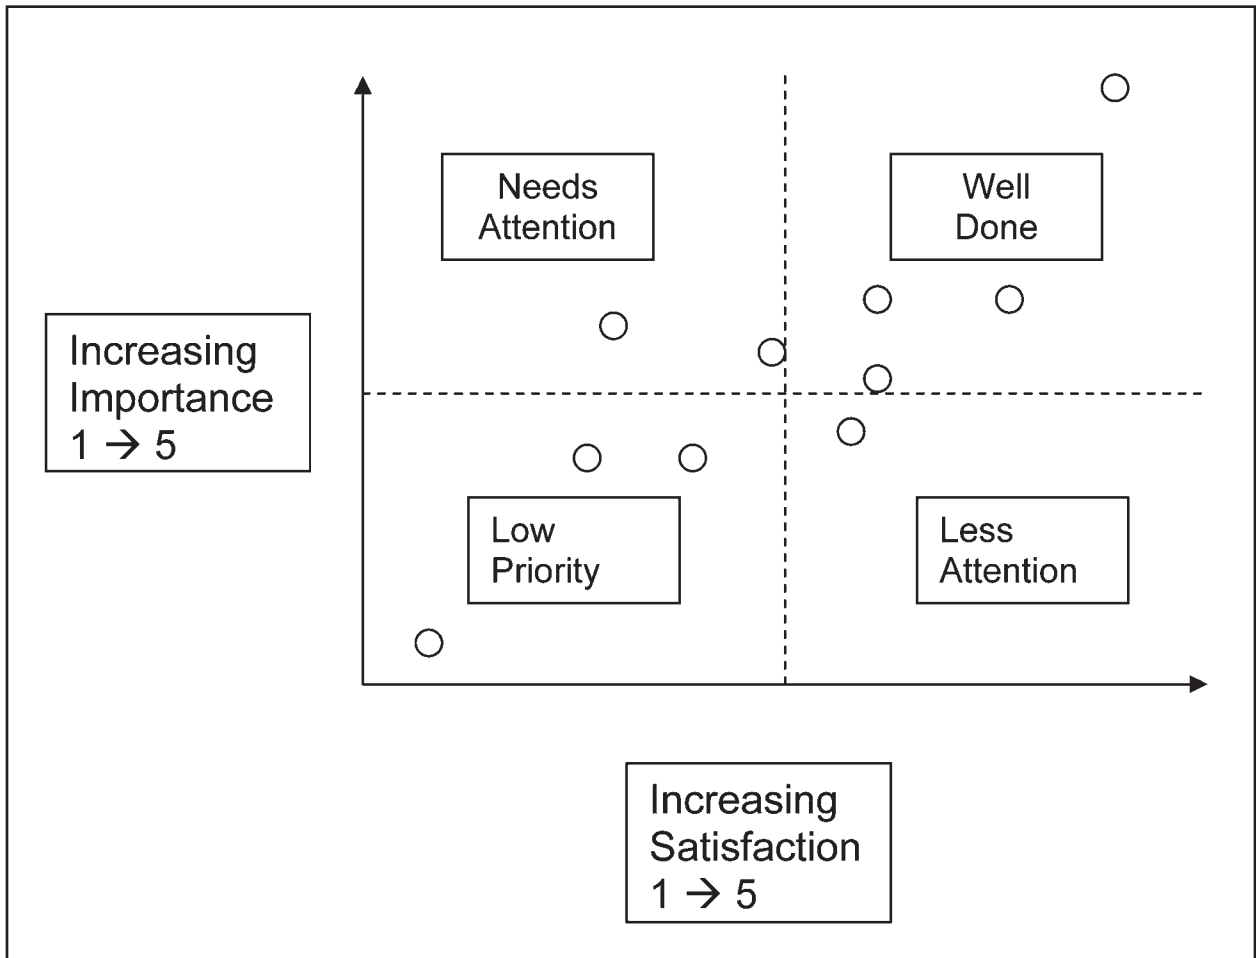 Needs
Attention
Well
Done
Increasing
Importance
1 → 5
Low
Priority
Less
Attention
Increasing
Satisfaction
1 → 5